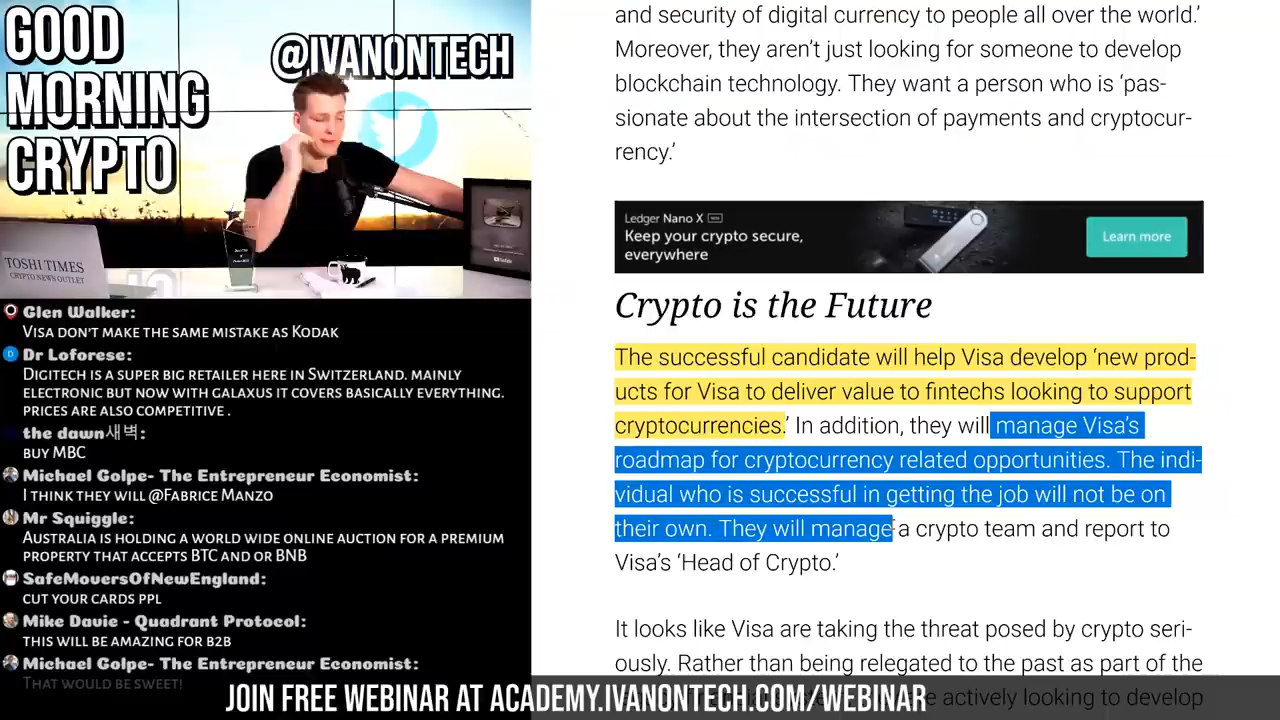 GOOD
MORNING
CRYPTO
@IVANONTECH
TOSHI TIMES
CRYPTO NEWS OUTLET
Glen Walker:
VISA DON'T MAKE THE SAME MISTAKE AS KODAK
Dr Loforese:
DIGITECH IS A SUPER BIG RETAILER HERE IN SWITZERLAND. MAINLY
ELECTRONIC BUT NOW WITH GALAXUS IT COVERS BASICALLY EVERYTHING.
PRICES ARE ALSO COMPETITIVE .
the dawn새벽:
BUY MBC
Michael Golpe- The Entrepreneur Economist:
I THINK THEY WILL @FABRICE MANZO
Mr Squiggle:
AUSTRALIA IS HOLDING A WORLD WIDE ONLINE AUCTION FOR A PREMIUM
PROPERTY THAT ACCEPTS BTC AND OR BNB
SafeMoversOfNewEngland:
CUT YOUR CARDS PPL
Mike Davie - Quadrant Protocol:
THIS WILL BE AMAZING FOR B2B
Michael Golpe- The Entrepreneur Economist:
THAT WOULD BE SWEET!
and security of digital currency to people all over the world.’
Moreover, they aren’t just looking for someone to develop
blockchain technology. They want a person who is ‘pas-
sionate about the intersection of payments and cryptocur-
rency.’
Ledger Nano X NEW
Keep your crypto secure,
everywhere
Learn more
Crypto is the Future
The successful candidate will help Visa develop ‘new prod-
ucts for Visa to deliver value to fintechs looking to support
cryptocurrencies.’ In addition, they will manage Visa’s
roadmap for cryptocurrency related opportunities. The indi-
vidual who is successful in getting the job will not be on
their own. They will manage a crypto team and report to
Visa’s ‘Head of Crypto.’
It looks like Visa are taking the threat posed by crypto seri-
ously. Rather than being relegated to the past as part of the
actively looking to develop
JOIN FREE WEBINAR AT ACADEMY.IVANONTECH.COM/WEBINAR